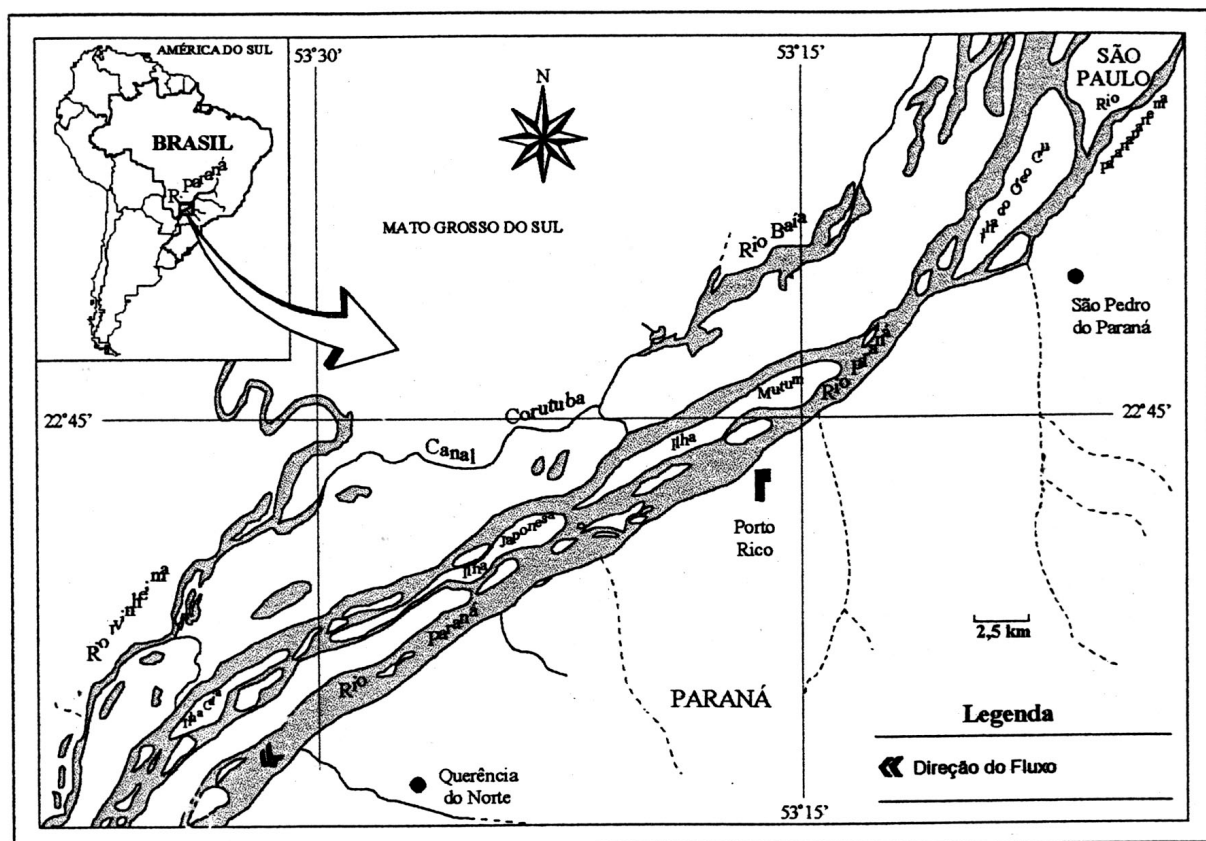 AMÉRICA DO SUL
BRASIL
R. Paraná
53°30'
53°15'
N
SÃO
PAULO
Rio
Paranapanema
MATO GROSSO DO SUL
Rio Baía
São Pedro
do Paraná
Rio Paraná
Ilha Mutum
22°45'
22°45'
Canal Corutuba
Porto
Rico
Ilha Japonesa
Rio Paraná
2,5 km
PARANÁ
Legenda
Direção do Fluxo
Querência
do Norte
53°15'